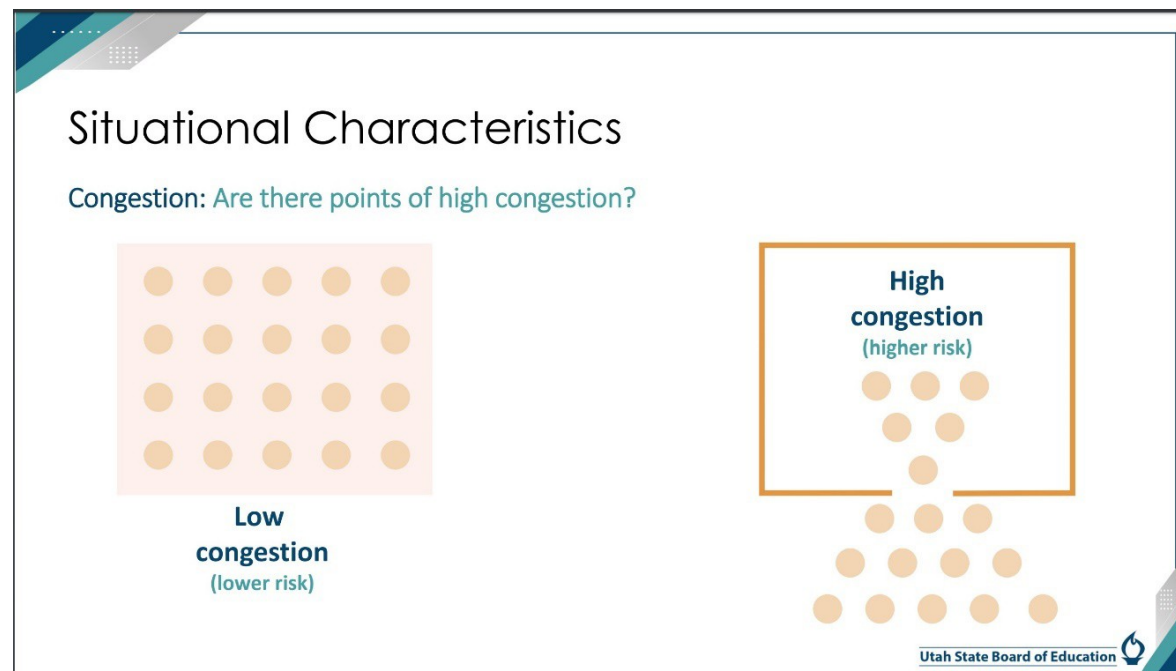 Situational Characteristics
Congestion: Are there points of high congestion?
Low
congestion
(lower risk)
High
congestion
(higher risk)
Utah State Board of Education